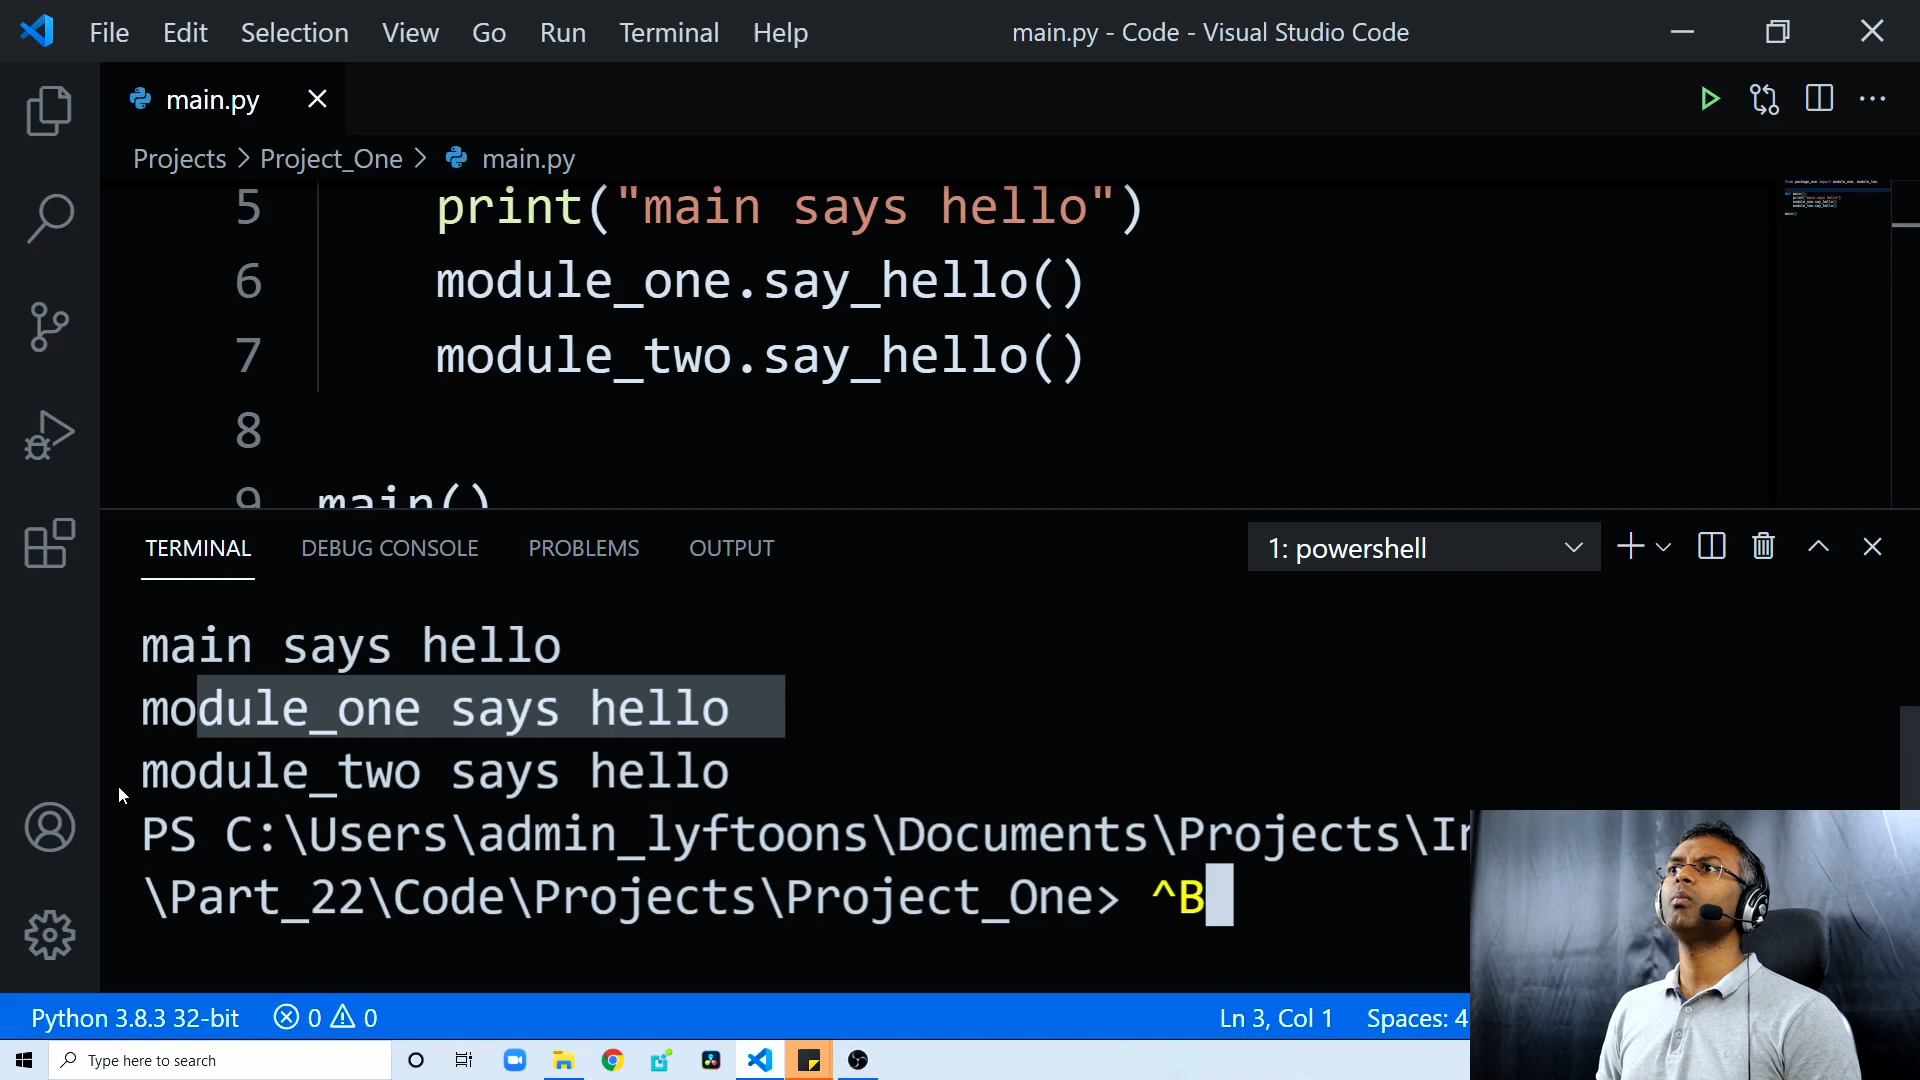 File Edit Selection View Go Run Terminal Help main.py - Code - Visual Studio Code
main.py
Projects > Project_One > main.py
5 print("main says hello")
6 module_one.say_hello()
7 module_two.say_hello()
8
9 main()
TERMINAL DEBUG CONSOLE PROBLEMS OUTPUT 1: powershell
main says hello
module_one says hello
module_two says hello
PS C:\Users\admin_lyftoons\Documents\Projects\
\Part_22\Code\Projects\Project_One> ^B
Python 3.8.3 32-bit 0 0 Ln 3, Col 1 Spaces: 4
Type here to search